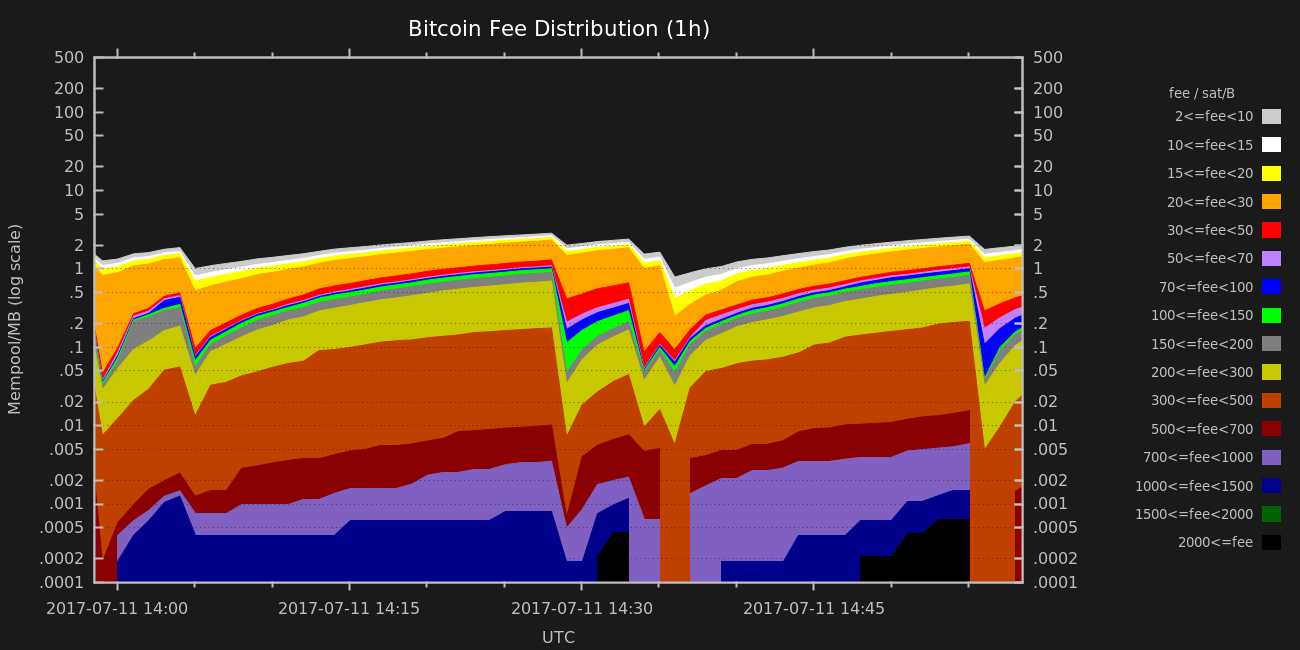 Bitcoin Fee Distribution (1h)
500
200
100
50
20
10
5
2
1
.5
.2
.1
.05
.02
.01
.005
.002
.001
.0005
.0002
.0001
Mempool/MB (log scale)
500
200
100
50
20
10
5
2
1
.5
.2
.1
.05
.02
.01
.005
.002
.001
.0005
.0002
.0001
2017-07-11 14:00
2017-07-11 14:15
2017-07-11 14:30
2017-07-11 14:45
UTC
fee / sat/B
2<=fee<10
10<=fee<15
15<=fee<20
20<=fee<30
30<=fee<50
50<=fee<70
70<=fee<100
100<=fee<150
150<=fee<200
200<=fee<300
300<=fee<500
500<=fee<700
700<=fee<1000
1000<=fee<1500
1500<=fee<2000
2000<=fee